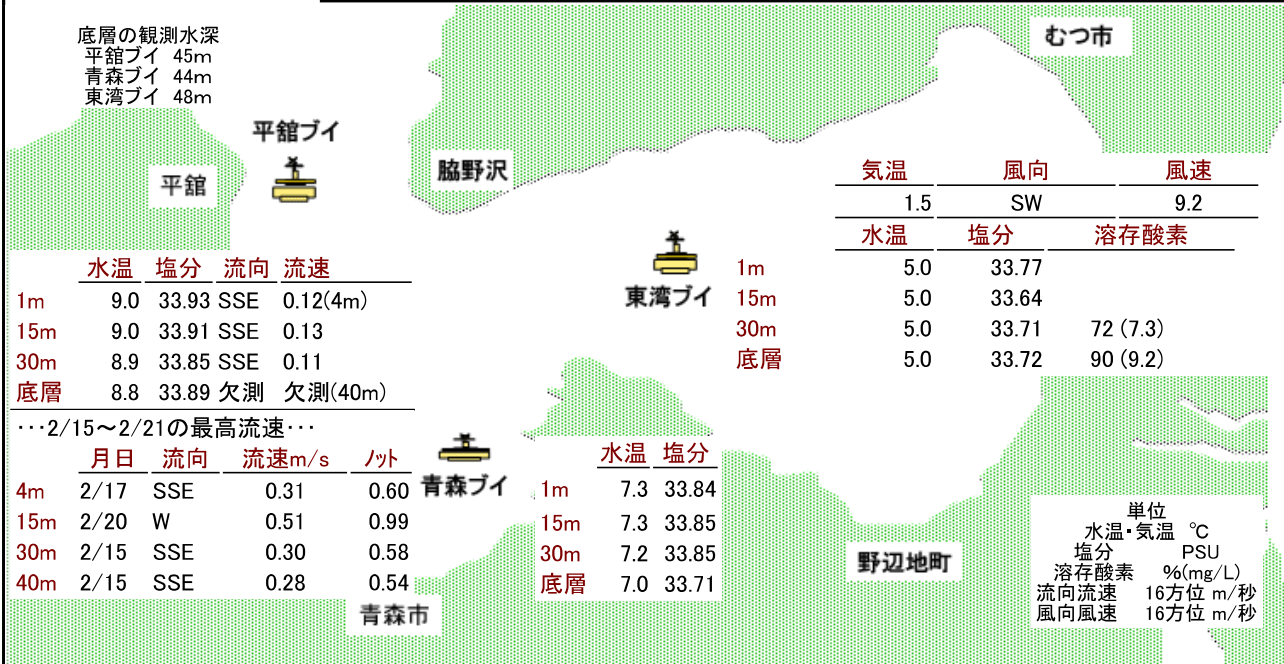 底層の観測水深
平舘ブイ 45m
青森ブイ 44m
東湾ブイ 48m
むつ市
平舘ブイ
平舘
脇野沢
気温 風向 風速
1.5 SW 9.2
水温 塩分 溶存酸素
1m 5.0 33.77
15m 5.0 33.64
30m 5.0 33.71 72 (7.3)
底層 5.0 33.72 90 (9.2)
東湾ブイ
水温 塩分 流向 流速
1m 9.0 33.93 SSE 0.12(4m)
15m 9.0 33.91 SSE 0.13
30m 8.9 33.85 SSE 0.11
底層 8.8 33.89 欠測 欠測(40m)
･･･2/15～2/21の最高流速･･･
月日 流向 流速m/s ﾉｯﾄ
4m 2/17 SSE 0.31 0.60
15m 2/20 W 0.51 0.99
30m 2/15 SSE 0.30 0.58
40m 2/15 SSE 0.28 0.54
青森ブイ
水温 塩分
1m 7.3 33.84
15m 7.3 33.85
30m 7.2 33.85
底層 7.0 33.71
青森市
野辺地町
単位
水温・気温 ℃
塩分 PSU
溶存酸素 %(mg/L)
流向流速 16方位 m/秒
風向風速 16方位 m/秒